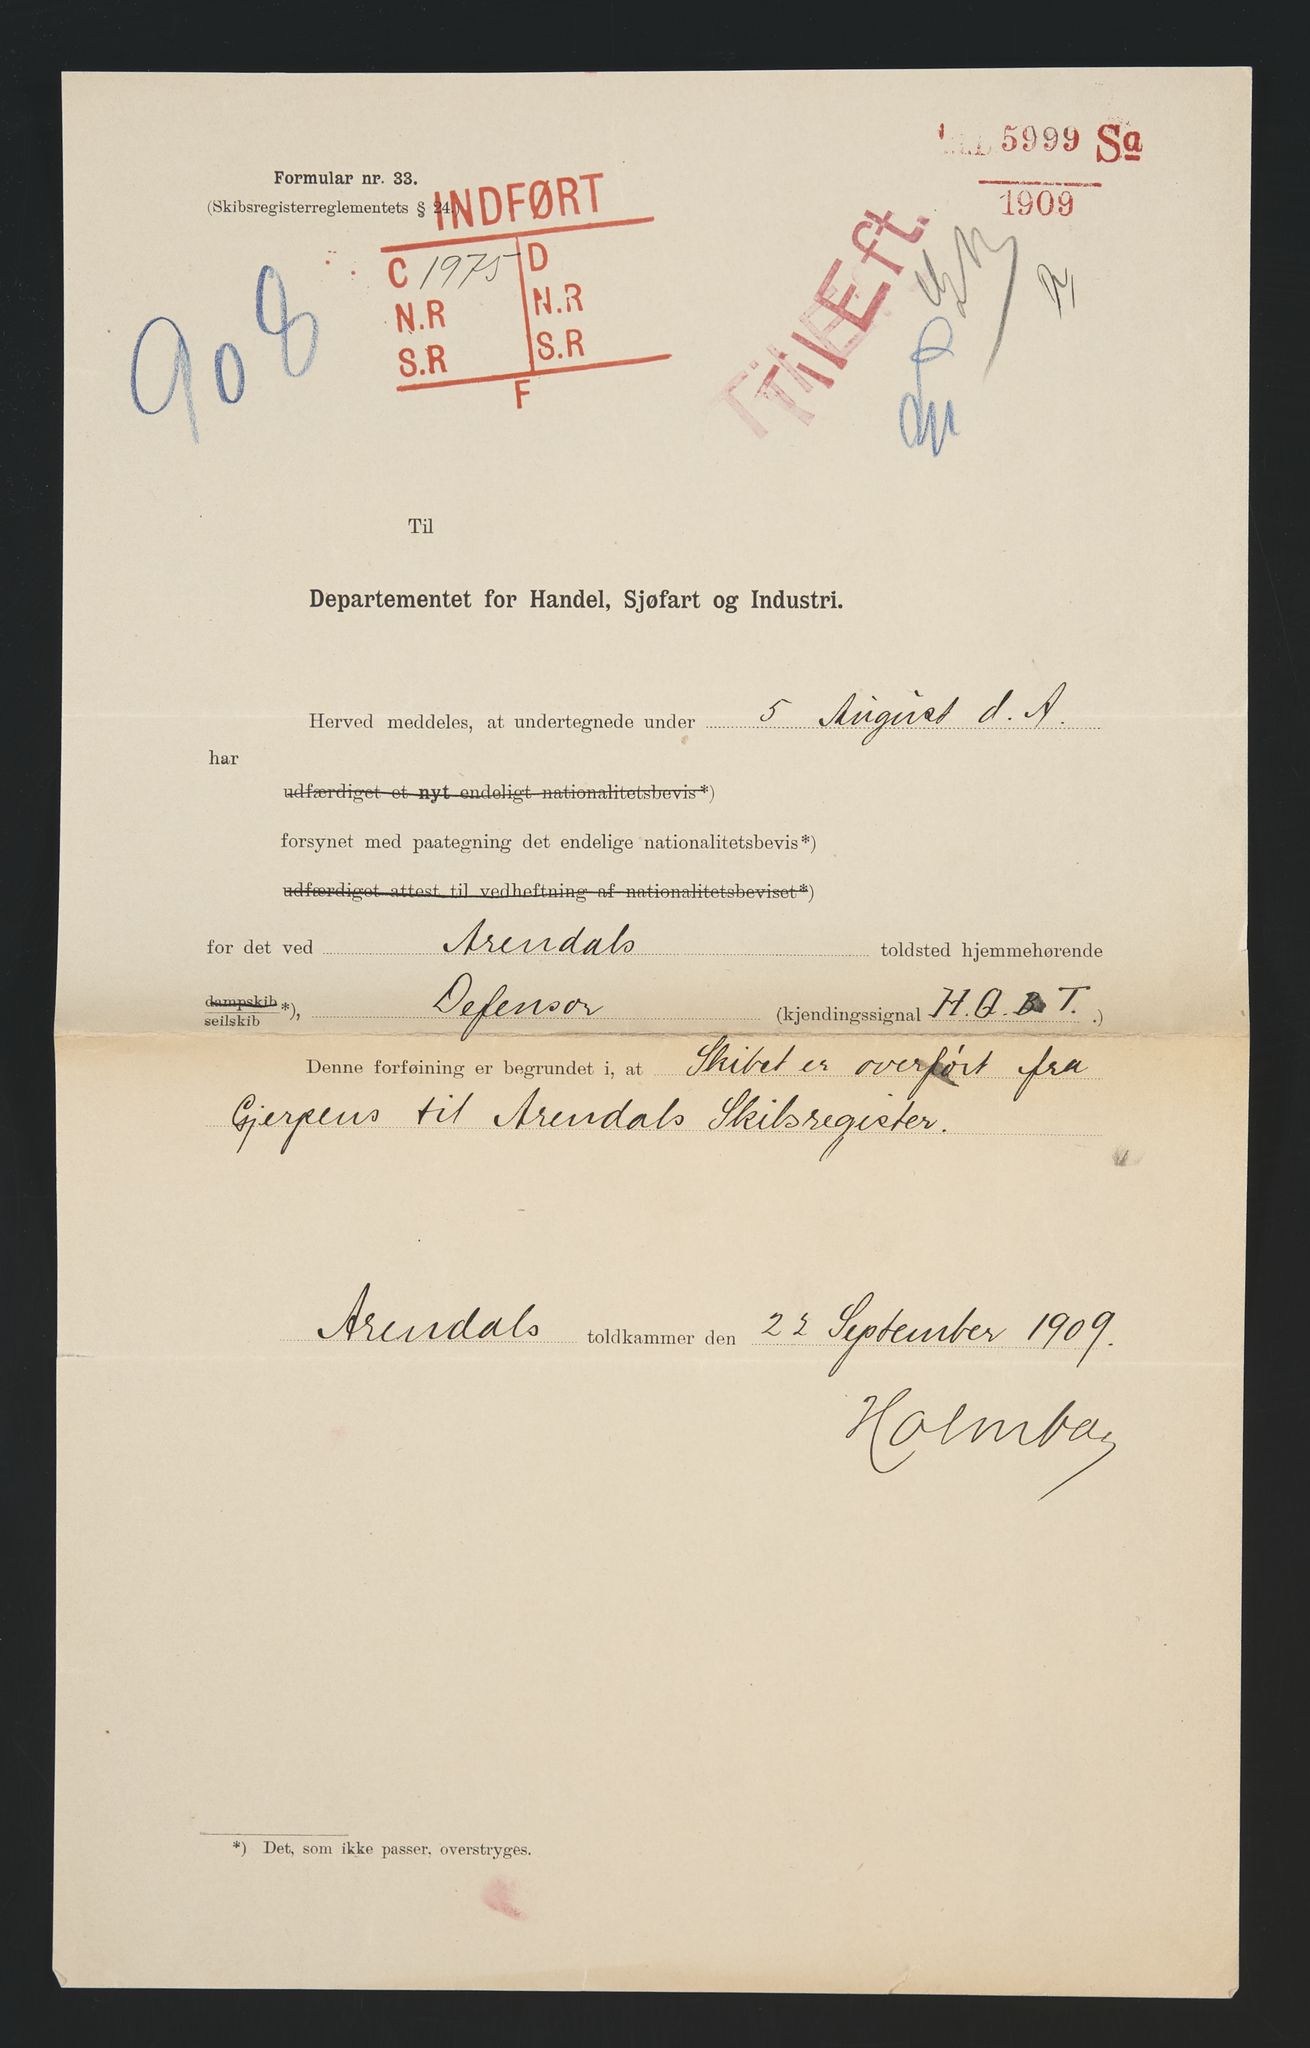 5999 Sa
1909
Formular nr. 33.
(Skibsregisterreglementets § 24.)
INDFØRT
C 1975 D
N.R N.R
S.R S.R
F
Til Eft.
908
Til
Departementet for Handel, Sjøfart og Industri.
Herved meddeles, at undertegnede under 5 August d. A.
har
udfærdiget et nyt endeligt nationalitetsbevis*)
forsynet med paategning det endelige nationalitetsbevis*)
udfærdiget attest til vedheftning af nationalitetsbeviset*)
for det ved Arendals toldsted hjemmehørende
dampskib
seilskib *), Defensor (kjendingssignal H. Q. B T. .)
Denne forføining er begrundet i, at Skibet er overført fra
Gjerpens til Arendals Skibsregister.
Arendals toldkammer den 22 September 1909.
Holmboe
*) Det, som ikke passer, overstryges.